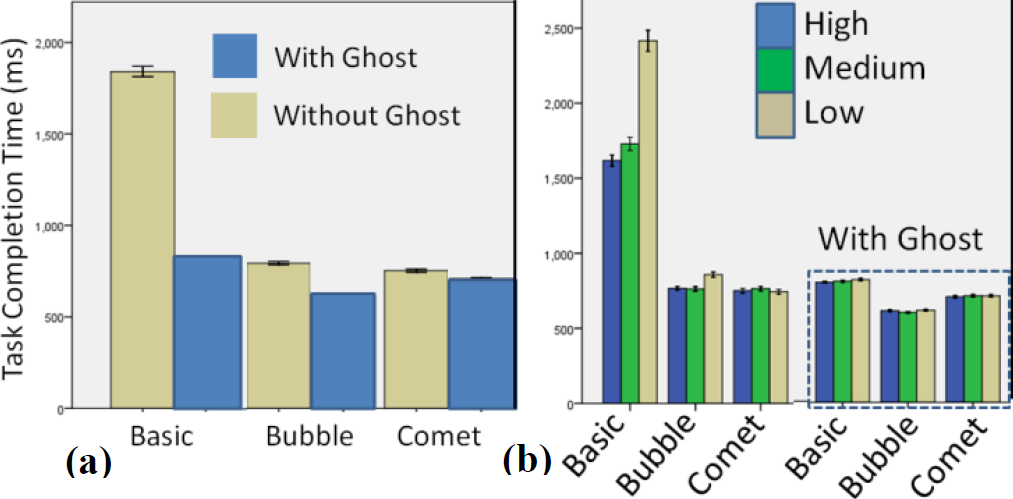 Task Completion Time (ms)
2,000
1,500
1,000
500
0
With Ghost
Without Ghost
Basic
Bubble
Comet
(a)
2,500
2,000
1,500
1,000
500
0
High
Medium
Low
With Ghost
Basic
Bubble
Comet
Basic
Bubble
Comet
(b)